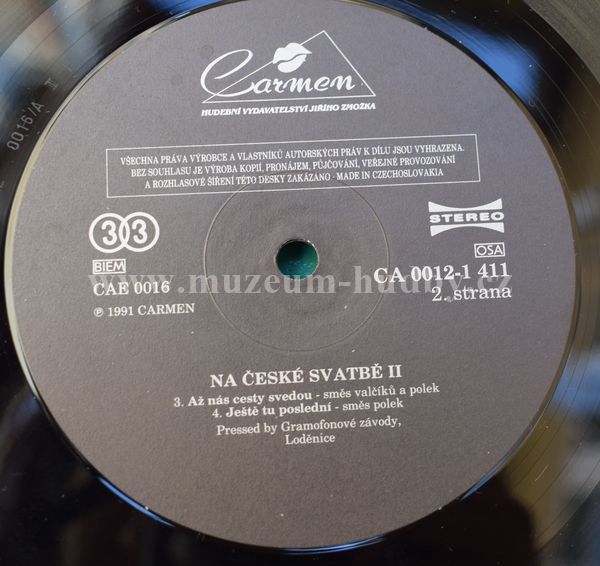 Carmen
HUDEBNÍ VYDAVATELSTVÍ JIŘÍHO ZMOŽKA
VŠECHNA PRÁVA VÝROBCE A VLASTNÍKŮ AUTORSKÝCH PRÁV K DÍLU JSOU VYHRAZENA.
BEZ SOUHLASU JE VÝROBA KOPIÍ, PRONÁJEM, PŮJČOVÁNÍ, VEŘEJNÉ PROVOZOVÁNÍ
A ROZHLASOVÉ ŠÍŘENÍ TÉTO DESKY ZAKÁZÁNO - MADE IN CZECHOSLOVAKIA
33
STEREO
BIEM
OSA
CAE 0016
CA 0012-1 411
℗ 1991 CARMEN
2. strana
www.muzeum-hudby.cz
NA ČESKÉ SVATBĚ II
3. Až nás cesty svedou - směs valčíků a polek
4. Ještě tu poslední - směs polek
Pressed by Gramofonové závody,
Loděnice
0016/A II